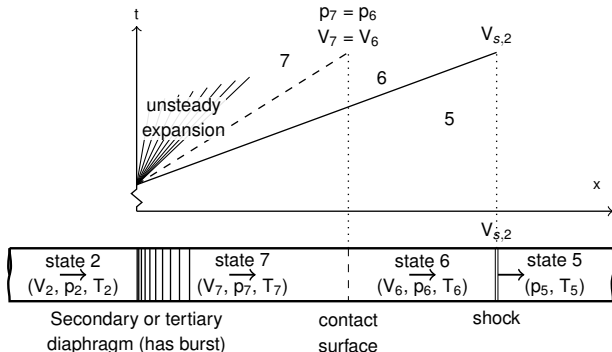 t
p7 = p6
V7 = V6
Vs,2
7
6
5
unsteady
expansion
x
Vs,2
state 2
(V2, p2, T2)
state 7
(V7, p7, T7)
state 6
(V6, p6, T6)
state 5
(p5, T5)
Secondary or tertiary
diaphragm (has burst)
contact
surface
shock